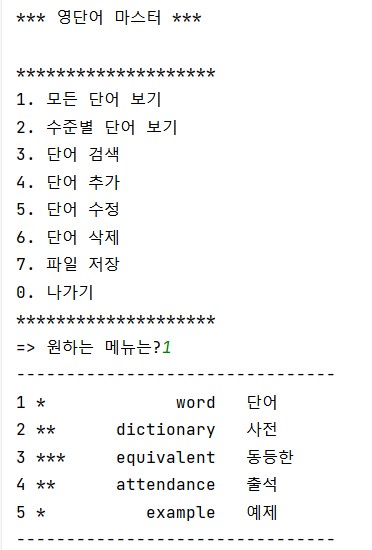 *** 영단어 마스터 ***
********************
1. 모든 단어 보기
2. 수준별 단어 보기
3. 단어 검색
4. 단어 추가
5. 단어 수정
6. 단어 삭제
7. 파일 저장
0. 나가기
********************
=> 원하는 메뉴는?1
--------------------------------
1 *             word   단어
2 **      dictionary   사전
3 ***     equivalent   동등한
4 **      attendance   출석
5 *          example   예제
--------------------------------